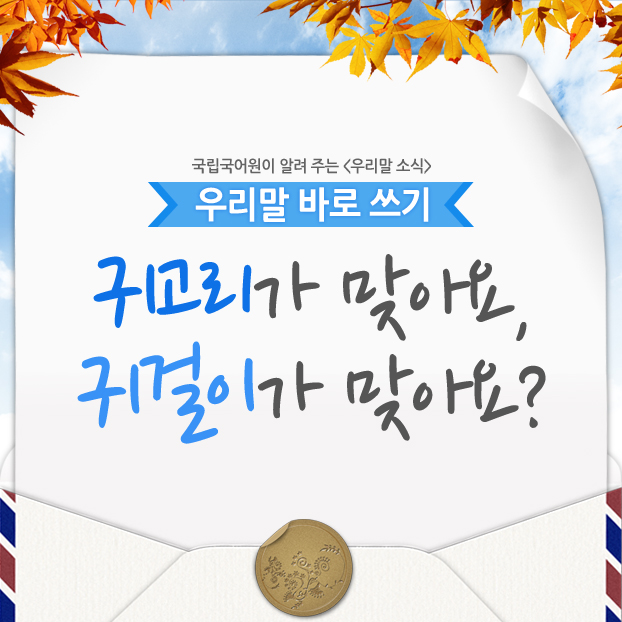 국립국어원이 알려 주는 <우리말 소식>
우리말 바로 쓰기
귀고리가 맞아요,
귀걸이가 맞아요?